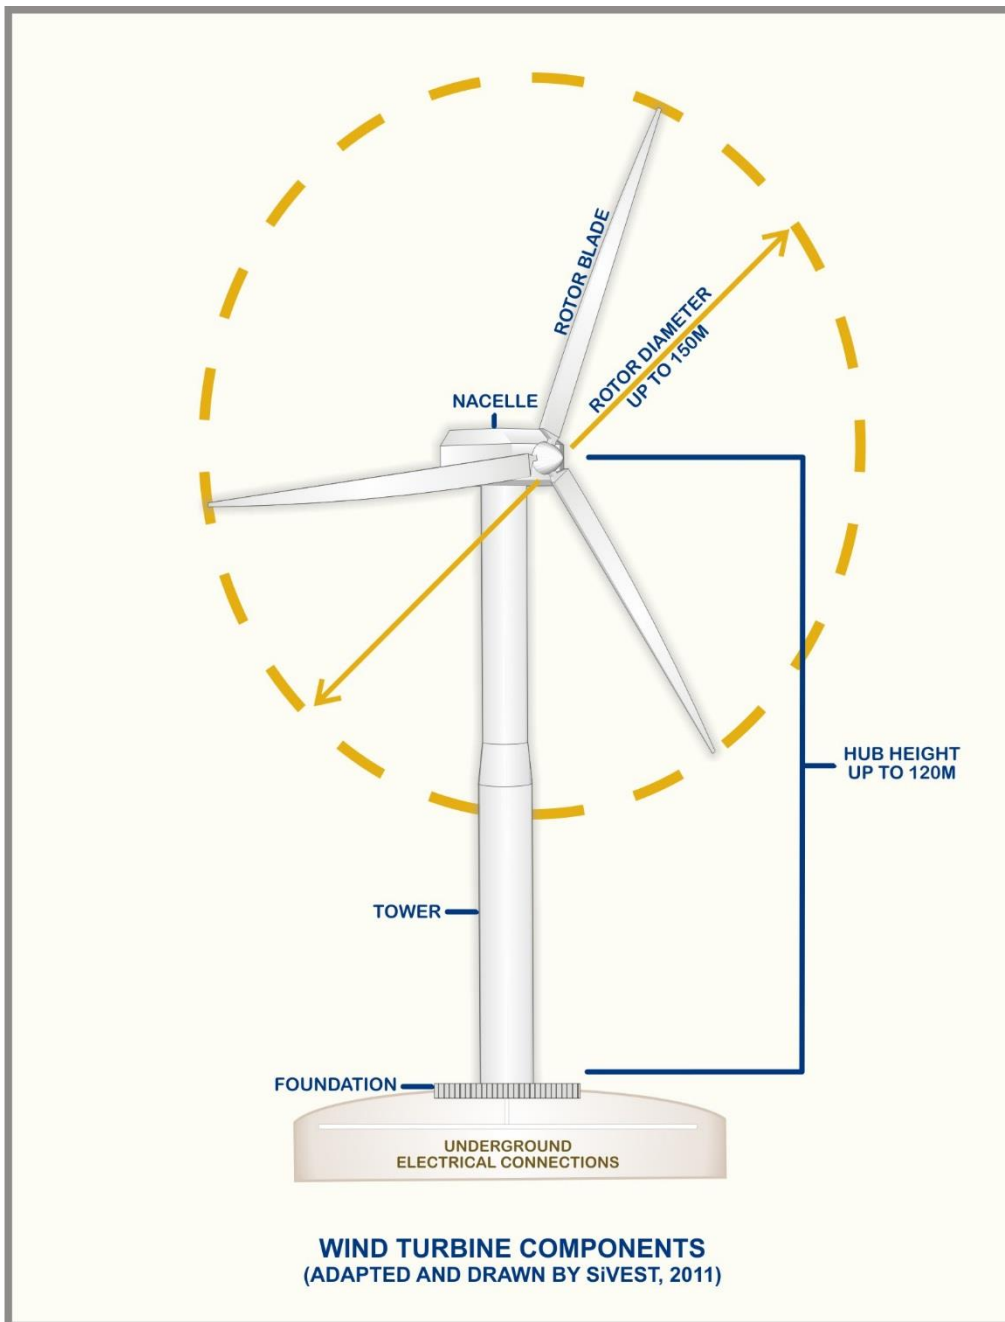 ROTOR BLADE
ROTOR DIAMETER
UP TO 150M
NACELLE
HUB HEIGHT
UP TO 120M
TOWER
FOUNDATION
UNDERGROUND
ELECTRICAL CONNECTIONS
WIND TURBINE COMPONENTS
(ADAPTED AND DRAWN BY SiVEST, 2011)